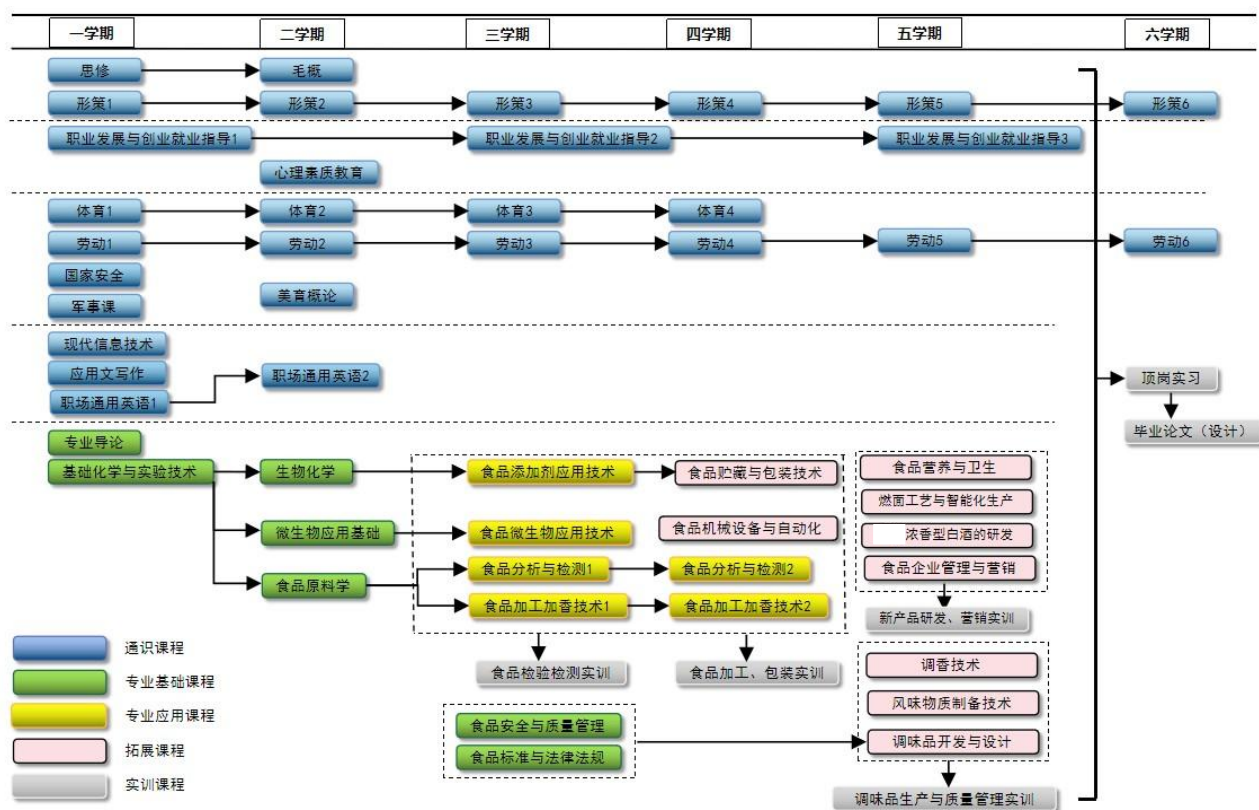 一学期
二学期
三学期
四学期
五学期
六学期
思修
毛概
形策1
形策2
形策3
形策4
形策5
形策6
职业发展与创业就业指导1
职业发展与创业就业指导2
职业发展与创业就业指导3
心理素质教育
体育1
体育2
体育3
体育4
劳动1
劳动2
劳动3
劳动4
劳动5
劳动6
国家安全
军事课
美育概论
现代信息技术
应用文写作
职场通用英语1
职场通用英语2
顶岗实习
毕业论文（设计）
专业导论
基础化学与实验技术
生物化学
食品添加剂应用技术
食品贮藏与包装技术
食品营养与卫生
燃面工艺与智能化生产
微生物应用基础
食品微生物应用技术
食品机械设备与自动化
浓香型白酒的研发
食品原料学
食品分析与检测1
食品分析与检测2
食品企业管理与营销
食品加工加香技术1
食品加工加香技术2
新产品研发、营销实训
食品检验检测实训
食品加工、包装实训
调香技术
风味物质制备技术
调味品开发与设计
食品安全与质量管理
食品标准与法律法规
调味品生产与质量管理实训
通识课程
专业基础课程
专业应用课程
拓展课程
实训课程